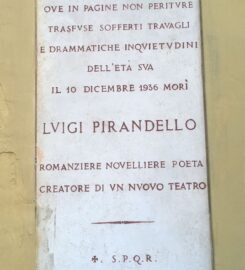 OVE IN PAGINE NON PERITVRE
TRASFVSE SOFFERTI TRAVAGLI
E DRAMMATICHE INQVIETVDINI
DELL'ETÀ SVA
IL 10 DICEMBRE 1936 MORÌ
LVIGI PIRANDELLO
ROMANZIERE NOVELLIERE POETA
CREATORE DI VN NVOVO TEATRO
✠. S.P.Q.R.